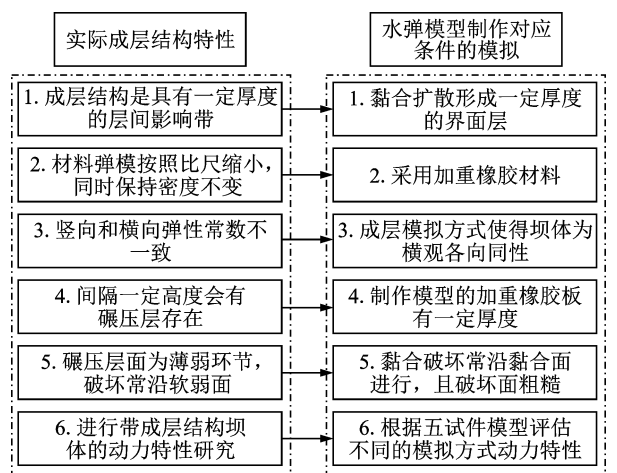 实际成层结构特性
水弹模型制作对应
条件的模拟
1. 成层结构是具有一定厚度
的层间影响带
1. 黏合扩散形成一定厚度
的界面层
2. 材料弹模按照比尺缩小，
同时保持密度不变
2. 采用加重橡胶材料
3. 竖向和横向弹性常数不
一致
3. 成层模拟方式使得坝体为
横观各向同性
4. 间隔一定高度会有
碾压层存在
4. 制作模型的加重橡胶板
有一定厚度
5. 碾压层面为薄弱环节，
破坏常沿软弱面
5. 黏合破坏常沿黏合面
进行，且破坏面粗糙
6. 进行带成层结构坝
体的动力特性研究
6. 根据五试件模型评估
不同的模拟方式动力特性